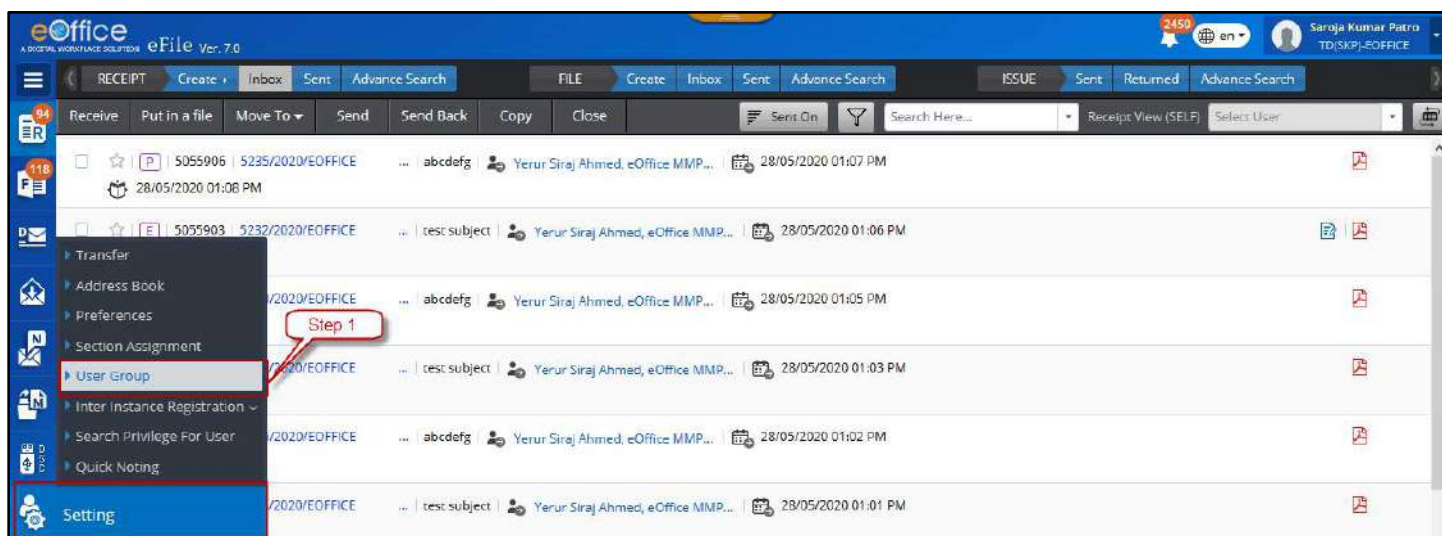 eOffice
A DIGITAL WORKPLACE SOLUTION eFile Ver. 7.0
2450 en Saroja Kumar Patro
TD(SKP)-EOFFICE
RECEIPT Create Inbox Sent Advance Search FILE Create Inbox Sent Advance Search ISSUE Sent Returned Advance Search
94 R Receive Put in a file Move To Send Send Back Copy Close Sent On Search Here... Receipt View (SELF) Select User
P 5055906 5235/2020/EOFFICE ... abcdefg Yerur Siraj Ahmed, eOffice MMP... 28/05/2020 01:07 PM
118 F 28/05/2020 01:08 PM
D E 5055903 5232/2020/EOFFICE ... test subject Yerur Siraj Ahmed, eOffice MMP... 28/05/2020 01:06 PM
Transfer
Address Book
/2020/EOFFICE ... abcdefg Yerur Siraj Ahmed, eOffice MMP... 28/05/2020 01:05 PM
Preferences
Step 1
N Section Assignment
User Group /2020/EOFFICE ... test subject Yerur Siraj Ahmed, eOffice MMP... 28/05/2020 01:03 PM
M Inter Instance Registration
Search Privilege For User /2020/EOFFICE ... abcdefg Yerur Siraj Ahmed, eOffice MMP... 28/05/2020 01:02 PM
DSC Quick Noting
Setting /2020/EOFFICE ... test subject Yerur Siraj Ahmed, eOffice MMP... 28/05/2020 01:01 PM